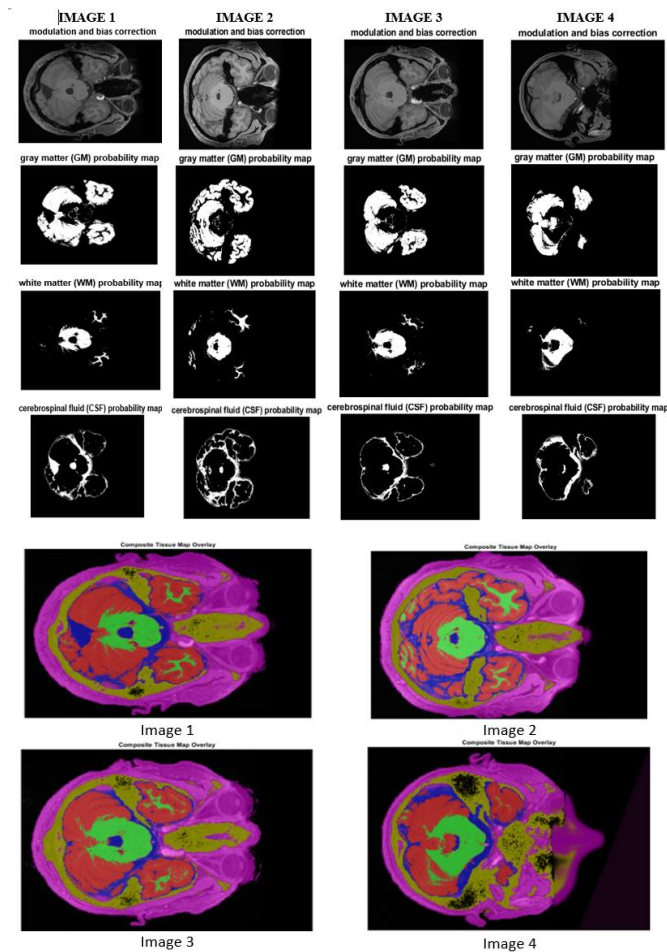 IMAGE 1 IMAGE 2 IMAGE 3 IMAGE 4
modulation and bias correction modulation and bias correction modulation and bias correction modulation and bias correction
gray matter (GM) probability map gray matter (GM) probability map gray matter (GM) probability map gray matter (GM) probability map
white matter (WM) probability map white matter (WM) probability map white matter (WM) probability map white matter (WM) probability map
cerebrospinal fluid (CSF) probability map cerebrospinal fluid (CSF) probability map cerebrospinal fluid (CSF) probability map cerebrospinal fluid (CSF) probability map
Composite Tissue Map Overlay Composite Tissue Map Overlay
Image 1 Image 2
Composite Tissue Map Overlay Composite Tissue Map Overlay
Image 3 Image 4